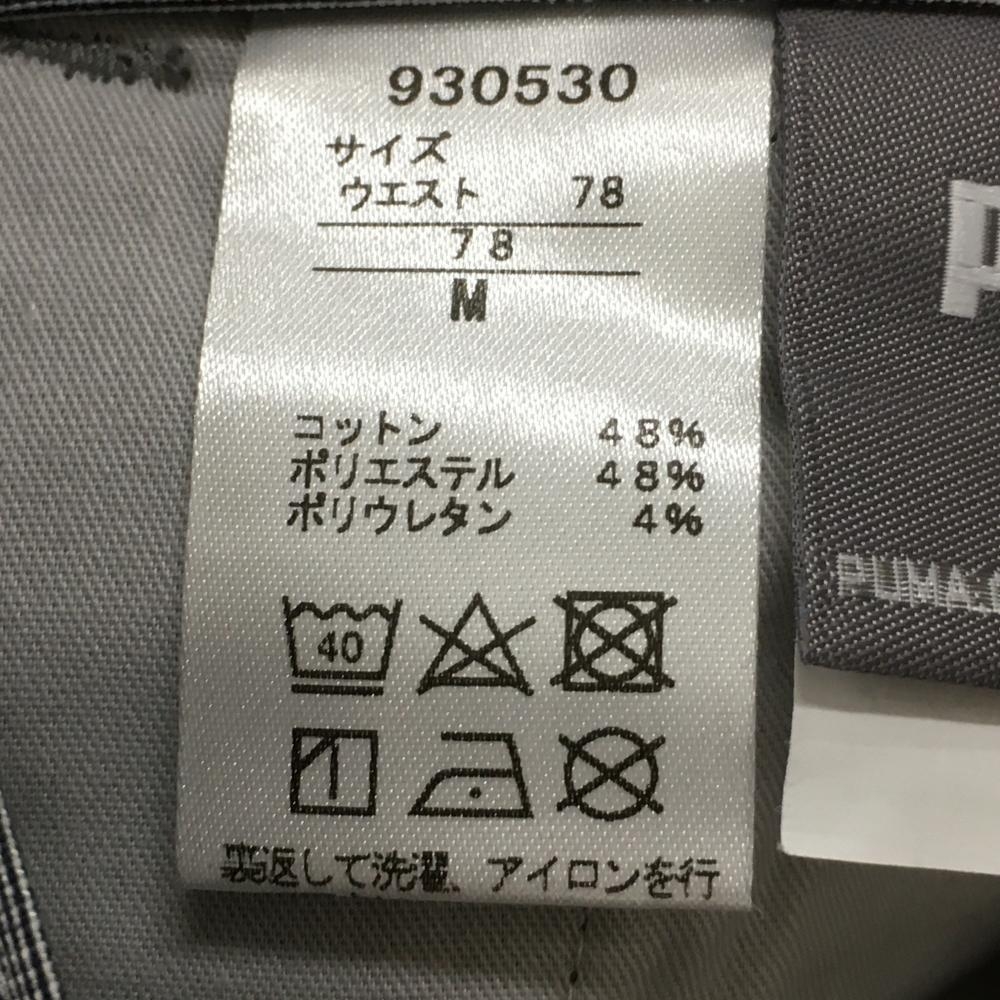 930530
サイズ
ウエスト 78
78
M
コットン 48%
ポリエステル 48%
ポリウレタン 4%
40
裏返して洗濯、アイロンを行
PUMA.